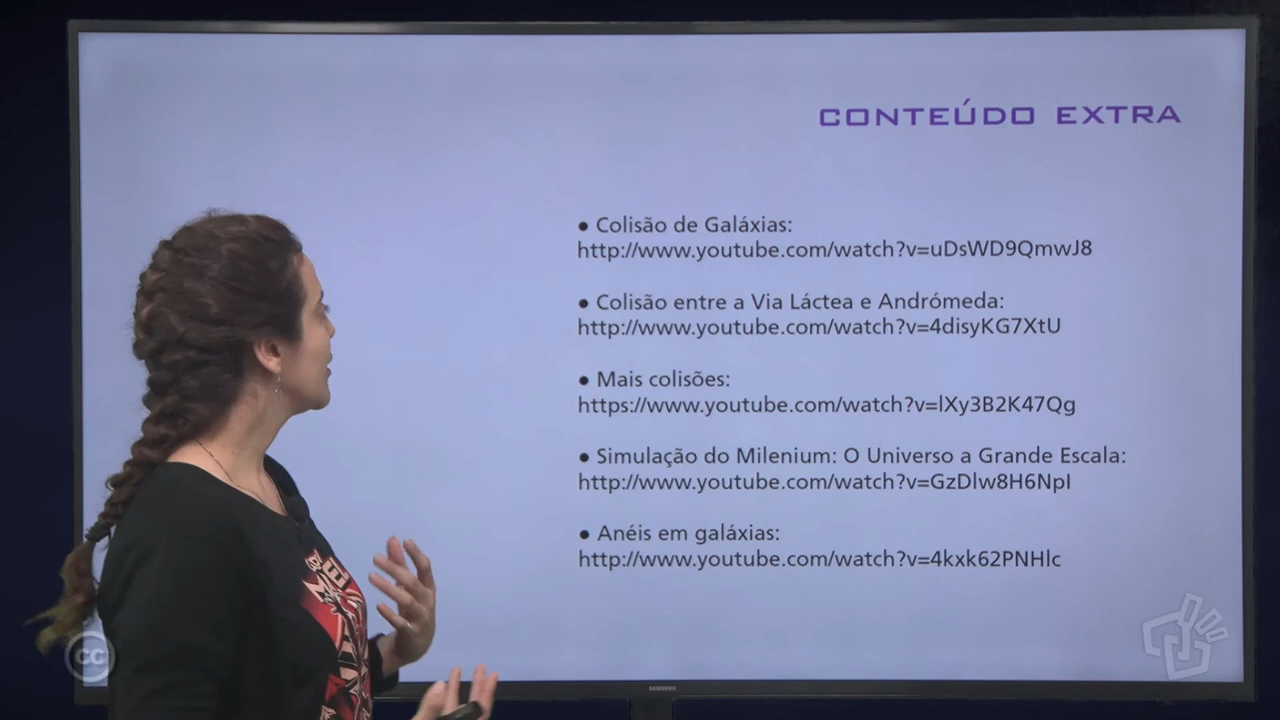 CONTEÚDO EXTRA
● Colisão de Galáxias:
http://www.youtube.com/watch?v=uDsWD9QmwJ8
● Colisão entre a Via Láctea e Andrómeda:
http://www.youtube.com/watch?v=4disyKG7XtU
● Mais colisões:
https://www.youtube.com/watch?v=lXy3B2K47Qg
● Simulação do Milenium: O Universo a Grande Escala:
http://www.youtube.com/watch?v=GzDlw8H6NpI
● Anéis em galáxias:
http://www.youtube.com/watch?v=4kxk62PNHlc
cc
SAMSUNG